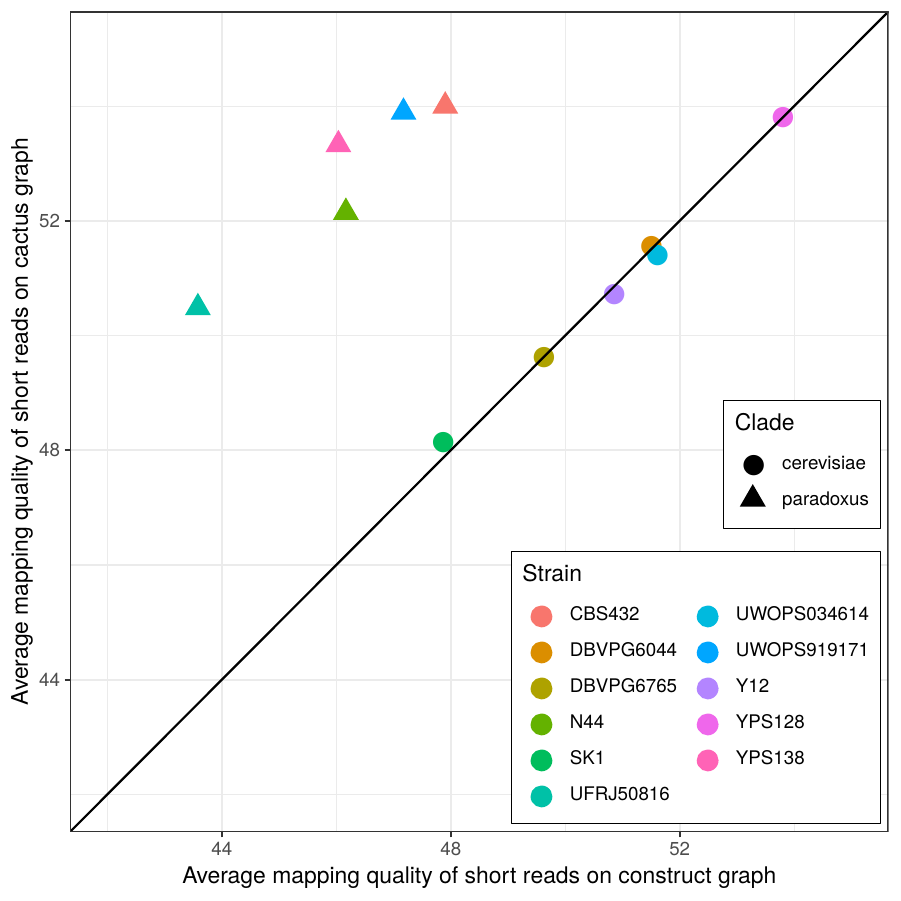 Average mapping quality of short reads on cactus graph
52
48
44
Clade
cerevisiae
paradoxus
Strain
CBS432
DBVPG6044
DBVPG6765
N44
SK1
UFRJ50816
UWOPS034614
UWOPS919171
Y12
YPS128
YPS138
44
48
52
Average mapping quality of short reads on construct graph